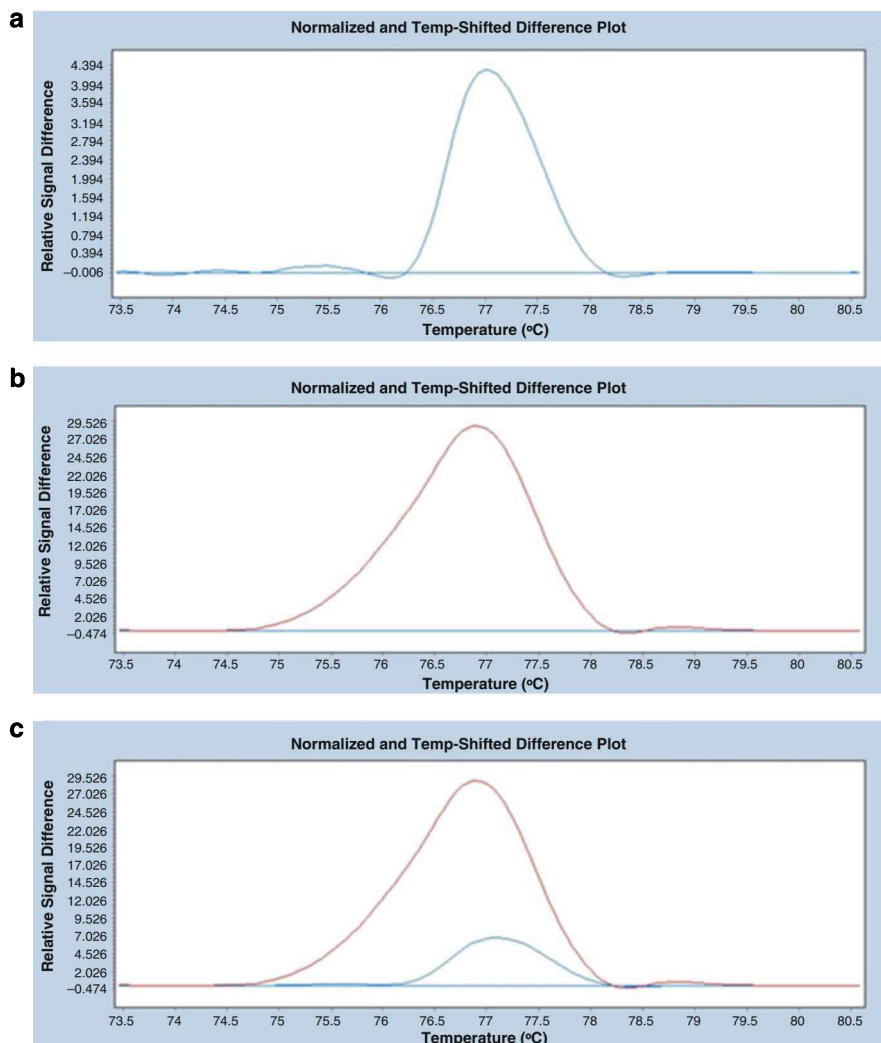 a
Normalized and Temp-Shifted Difference Plot
Relative Signal Difference
4.394
3.994
3.594
3.194
2.794
2.394
1.994
1.594
1.194
0.794
0.394
–0.006
73.5 74 74.5 75 75.5 76 76.5 77 77.5 78 78.5 79 79.5 80 80.5
Temperature (ºC)
b
Normalized and Temp-Shifted Difference Plot
Relative Signal Difference
29.526
27.026
24.526
22.026
19.526
17.026
14.526
12.026
9.526
7.026
4.526
2.026
–0.474
73.5 74 74.5 75 75.5 76 76.5 77 77.5 78 78.5 79 79.5 80 80.5
Temperature (ºC)
c
Normalized and Temp-Shifted Difference Plot
Relative Signal Difference
29.526
27.026
24.526
22.026
19.526
17.026
14.526
12.026
9.526
7.026
4.526
2.026
–0.474
73.5 74 74.5 75 75.5 76 76.5 77 77.5 78 78.5 79 79.5 80 80.5
Temperature (ºC)